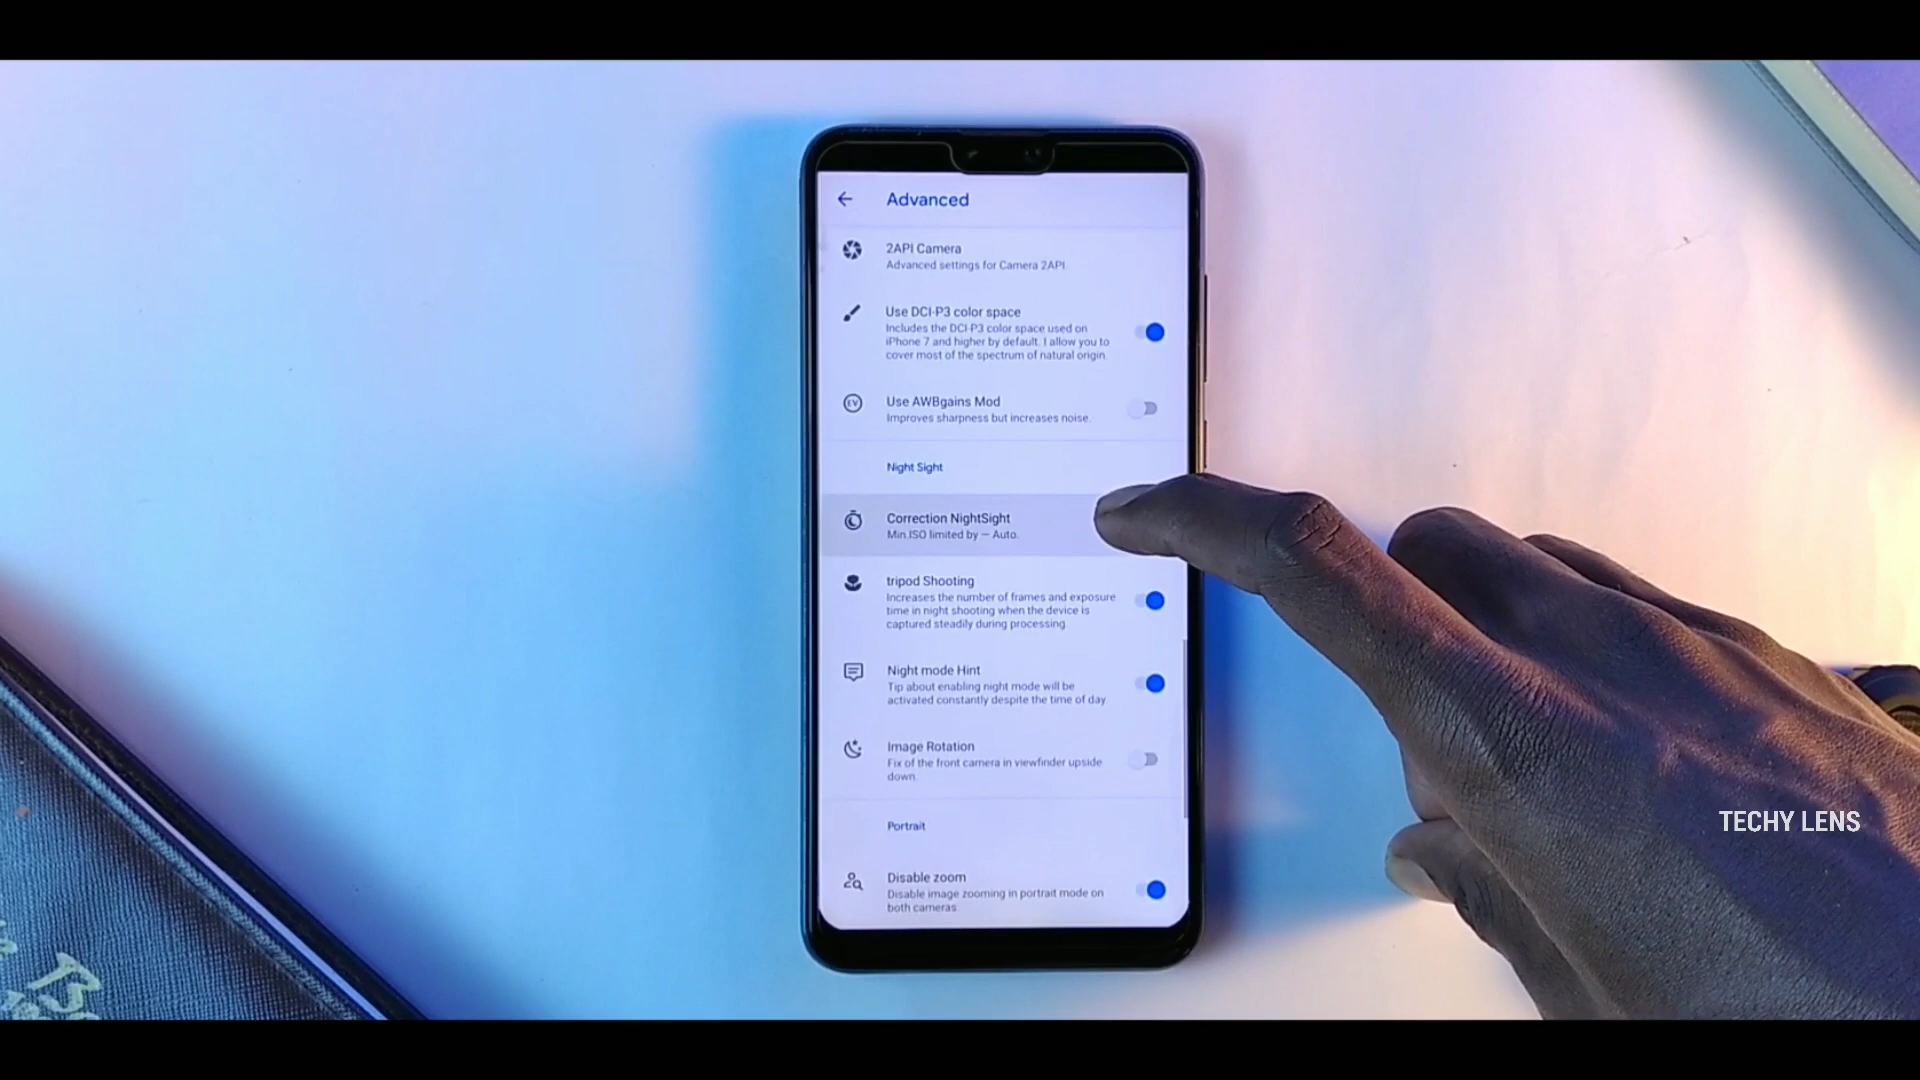 Advanced
2API Camera
Advanced settings for Camera 2API.
Use DCI-P3 color space
Includes the DCI-P3 color space used on
iPhone 7 and higher by default. I allow you to
cover most of the spectrum of natural origin.
EV
Use AWBgains Mod
Improves sharpness but increases noise.
Night Sight
Correction NightSight
Min.ISO limited by — Auto.
tripod Shooting
Increases the number of frames and exposure
time in night shooting when the device is
captured steadily during processing
Night mode Hint
Tip about enabling night mode will be
activated constantly despite the time of day
Image Rotation
Fix of the front camera in viewfinder upside
down.
Portrait
Disable zoom
Disable image zooming in portrait mode on
both cameras
TECHY LENS